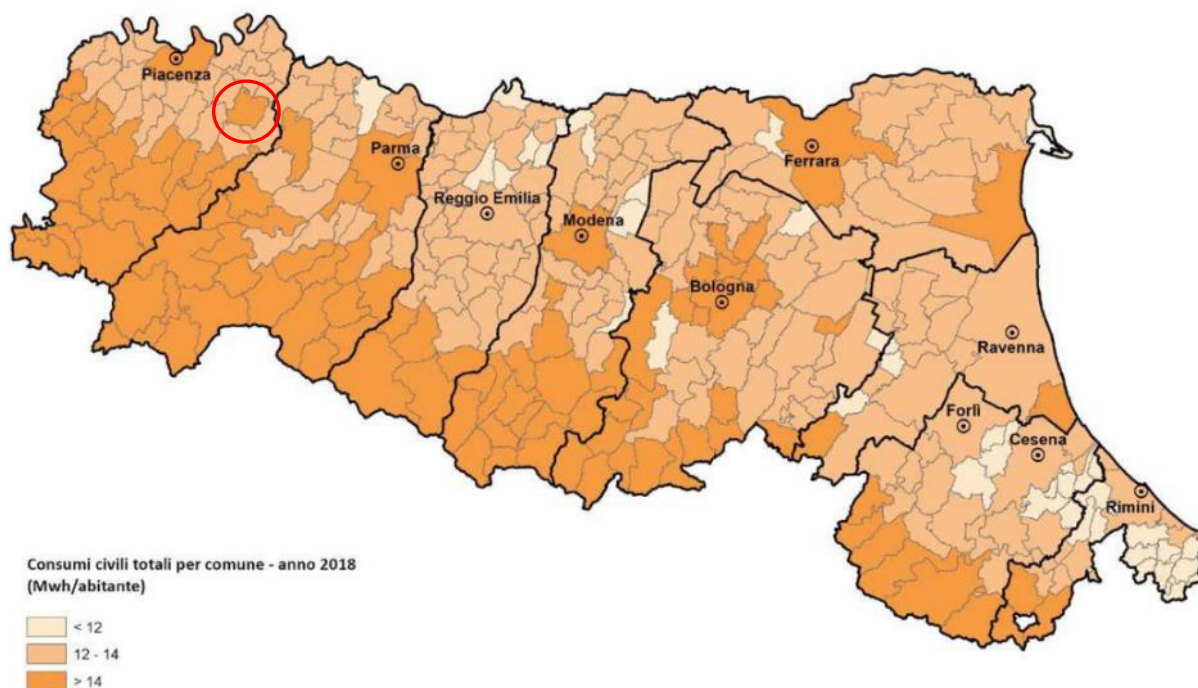 Piacenza
Parma
Reggio Emilia
Modena
Ferrara
Bologna
Ravenna
Forlì
Cesena
Rimini
Consumi civili totali per comune - anno 2018
(Mwh/abitante)
< 12
12 - 14
> 14